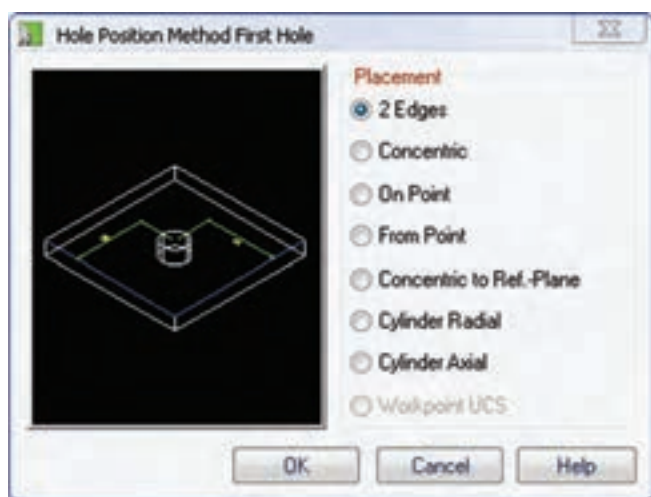 Hole Position Method First Hole
Placement
2 Edges
Concentric
On Point
From Point
Concentric to Ref.-Plane
Cylinder Radial
Cylinder Axial
Workpoint UCS
OK
Cancel
Help